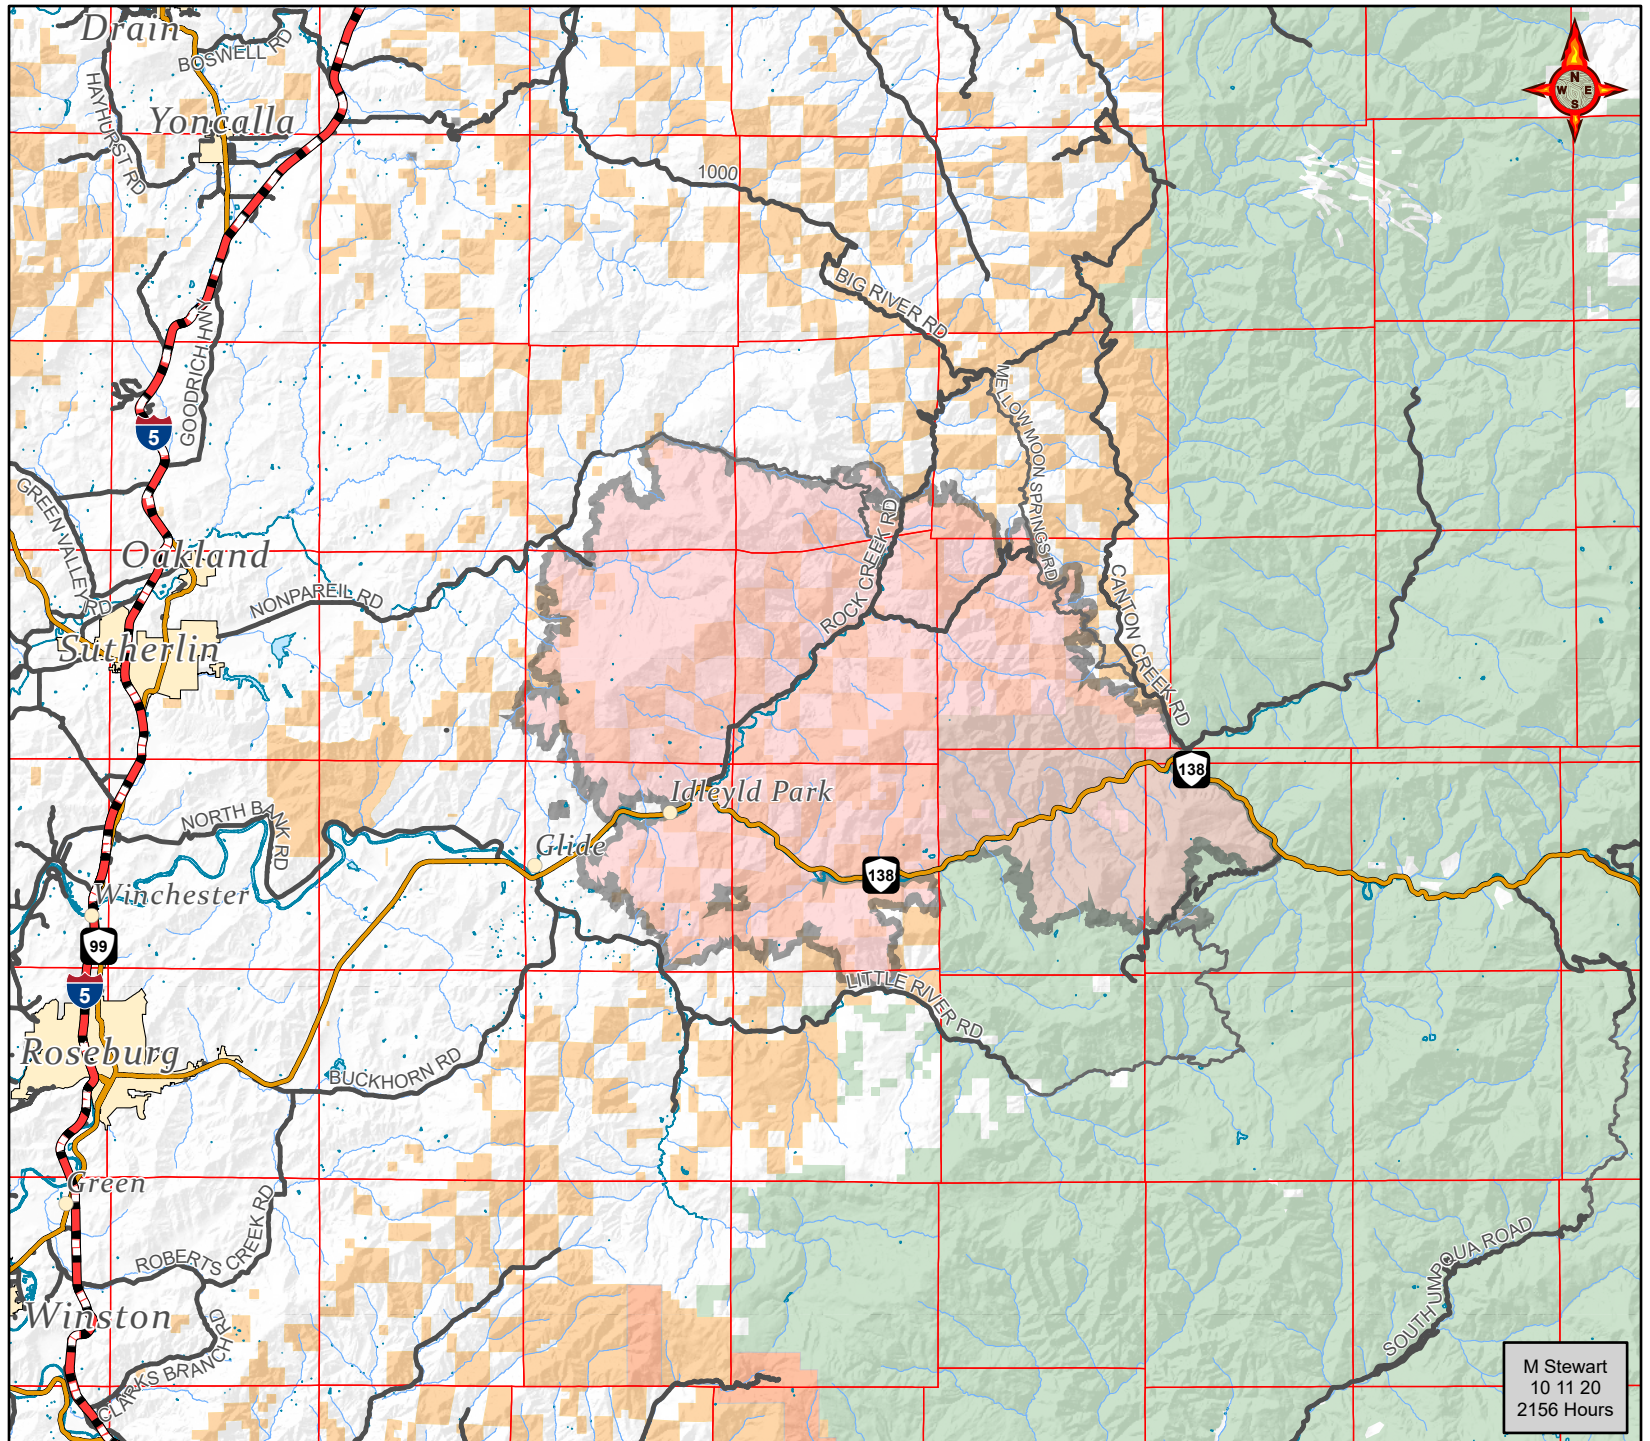 Drain
BOSWELL RD
HAYHURST RD
Yoncalla
N
W E
S
1000
BIG RIVER RD
GOODRICH HWY
5
MELLOW MOON SPRINGS RD
GREEN VALLEY RD
ROCK CREEK RD
Oakland
NONPAREIL RD
CANTON CREEK RD
Sutherlin
138
Idleyld Park
NORTH BANK RD
Glide
138
Winchester
99
5
LITTLE RIVER RD
Roseburg
BUCKHORN RD
Green
ROBERTS CREEK RD
SOUTH UMPQUA ROAD
Winston
CLARKS BRANCH RD
M Stewart
10 11 20
2156 Hours